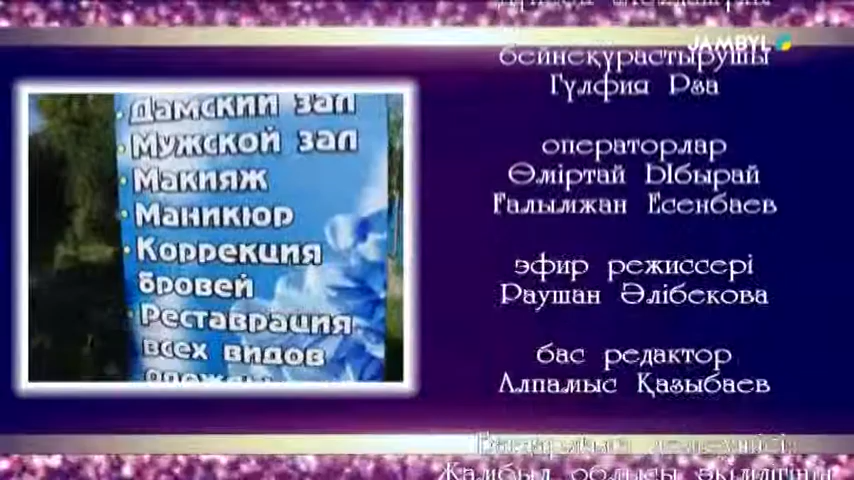 JAMBYL
Дамский зал
Мужской зал
Макияж
Маникюр
Коррекция
бровей
Реставрация
всех видов
одежды
бейнеқұрастырушы
Гүлфия Рза
операторлар
Өміртай Ыбырай
Ғалымжан Есенбаев
эфир режиссері
Раушан Әлібекова
бас редактор
Алпамыс Қазыбаев
Жамбыл облысы әкімдігінің